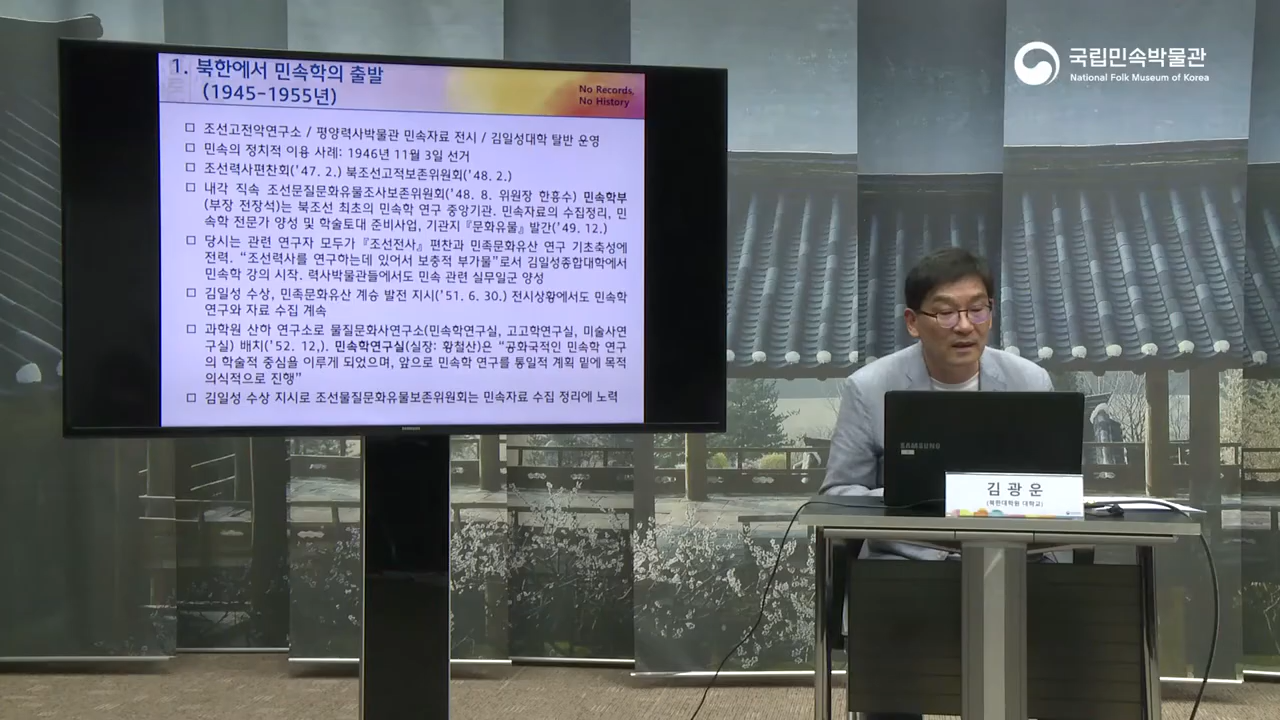 1. 북한에서 민속학의 출발
(1945-1955년)
No Records,
No History
□ 조선고전악연구소 / 평양력사박물관 민속자료 전시 / 김일성대학 탈반 운영
□ 민속의 정치적 이용 사례: 1946년 11월 3일 선거
□ 조선력사편찬회('47. 2.) 북조선고적보존위원회('48. 2.)
□ 내각 직속 조선문질문화유물조사보존위원회('48. 8. 위원장 한흥수) 민속학부
(부장 전장석)는 북조선 최초의 민속학 연구 중앙기관. 민속자료의 수집정리, 민
속학 전문가 양성 및 학술토대 준비사업, 기관지『문화유물』발간('49. 12.)
□ 당시는 관련 연구자 모두가 『조선전사』 편찬과 민족문화유산 연구 기초축성에
전력. “조선력사를 연구하는데 있어서 보충적 부가물”로서 김일성종합대학에서
민속학 강의 시작. 력사박물관들에서도 민속 관련 실무일군 양성
□ 김일성 수상, 민족문화유산 계승 발전 지시('51. 6. 30.) 전시상황에서도 민속학
연구와 자료 수집 계속
□ 과학원 산하 연구소로 물질문화사연구소(민속학연구실, 고고학연구실, 미술사연
구실) 배치('52. 12,). 민속학연구실(실장: 황철산)은 “공화국적인 민속학 연구
의 학술적 중심을 이루게 되었으며, 앞으로 민속학 연구를 통일적 계획 밑에 목적
의식적으로 진행”
□ 김일성 수상 지시로 조선물질문화유물보존위원회는 민속자료 수집 정리에 노력
SAMSUNG
국립민속박물관
National Folk Museum of Korea
SAMSUNG
김광운
(북한대학원 대학교)